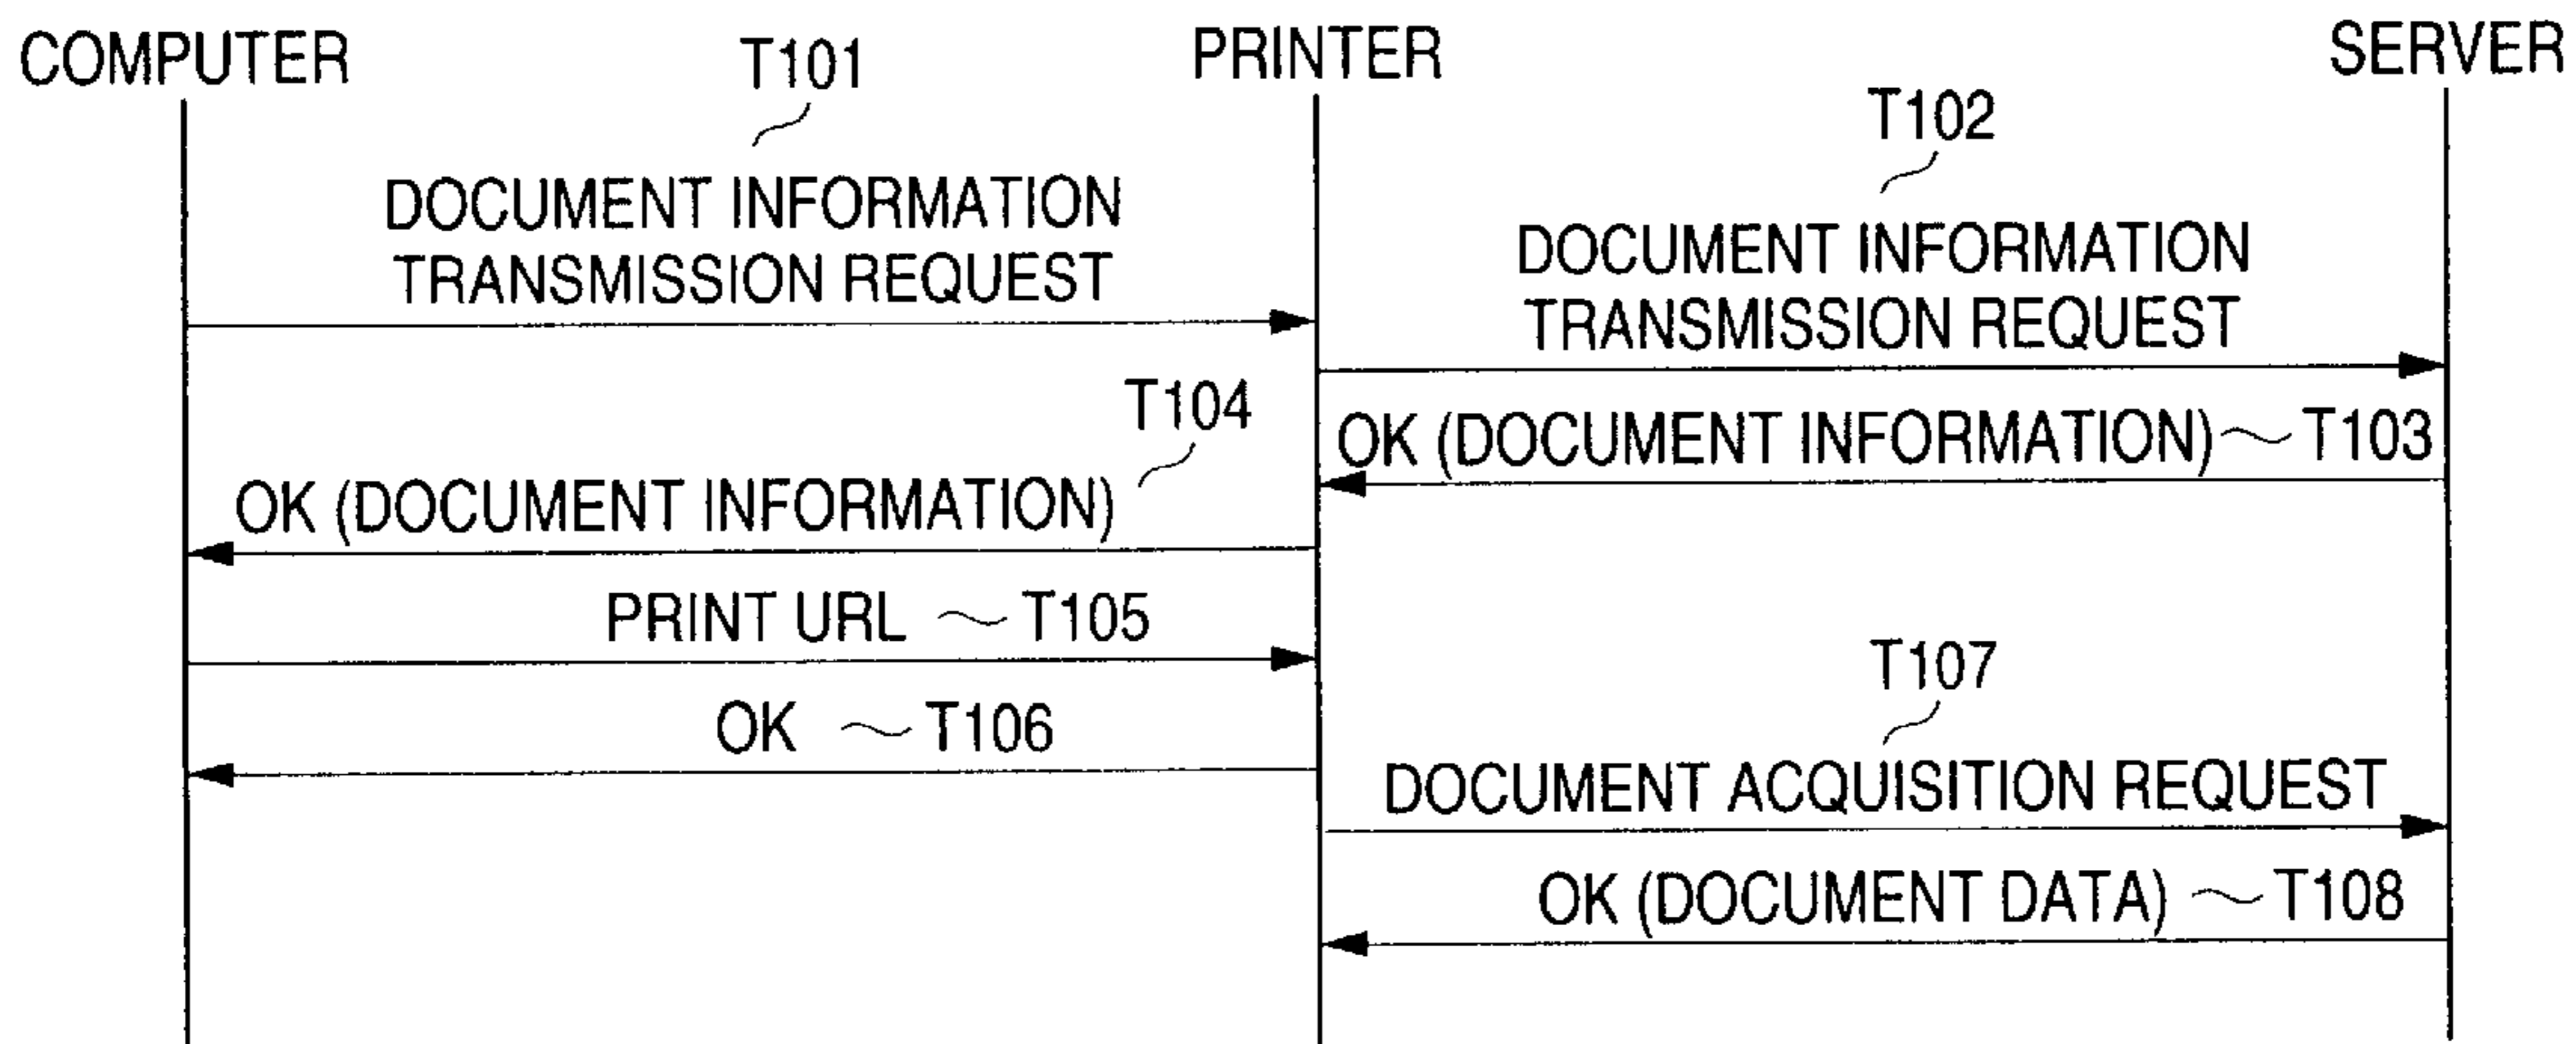 COMPUTER
PRINTER
SERVER
T101
T102
DOCUMENT INFORMATION
TRANSMISSION REQUEST
DOCUMENT INFORMATION
TRANSMISSION REQUEST
T104
OK (DOCUMENT INFORMATION) T103
OK (DOCUMENT INFORMATION)
PRINT URL T105
T107
OK T106
DOCUMENT ACQUISITION REQUEST
OK (DOCUMENT DATA) T108